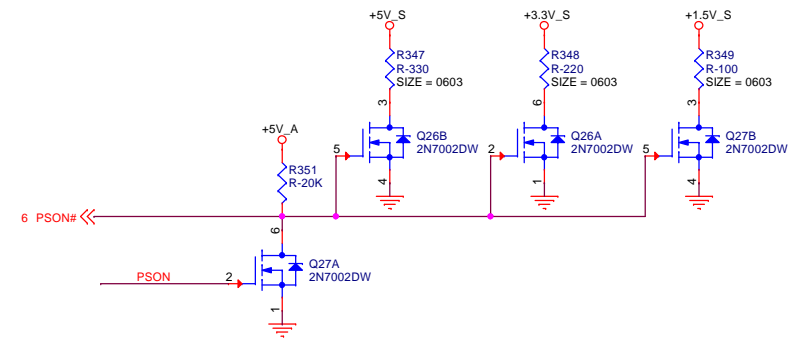 +5V_S
+3.3V_S
+1.5V_S
R347
R-330
SIZE = 0603
R348
R-220
SIZE = 0603
R349
R-100
SIZE = 0603
3
6
3
+5V_A
5
Q26B
2N7002DW
2
Q26A
2N7002DW
5
Q27B
2N7002DW
R351
R-20K
4
1
4
6 PSON#
6
PSON
2
Q27A
2N7002DW
1